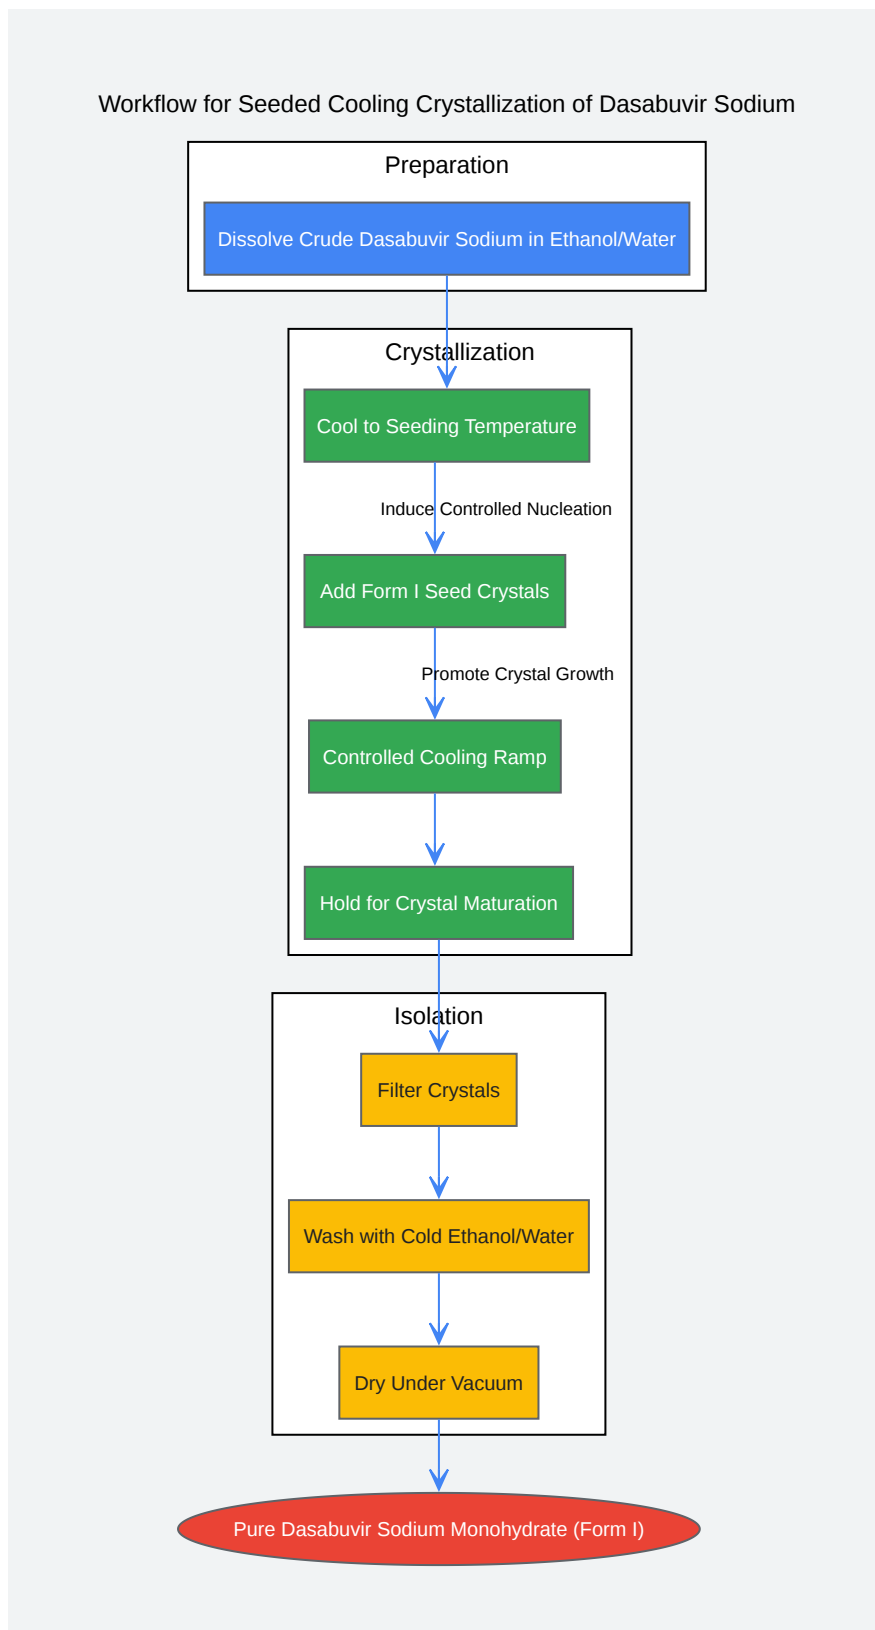 Workflow for Seeded Cooling Crystallization of Dasabuvir Sodium
Preparation
Dissolve Crude Dasabuvir Sodium in Ethanol/Water
Crystallization
Cool to Seeding Temperature
Induce Controlled Nucleation
Add Form I Seed Crystals
Promote Crystal Growth
Controlled Cooling Ramp
Hold for Crystal Maturation
Isolation
Filter Crystals
Wash with Cold Ethanol/Water
Dry Under Vacuum
Pure Dasabuvir Sodium Monohydrate (Form I)